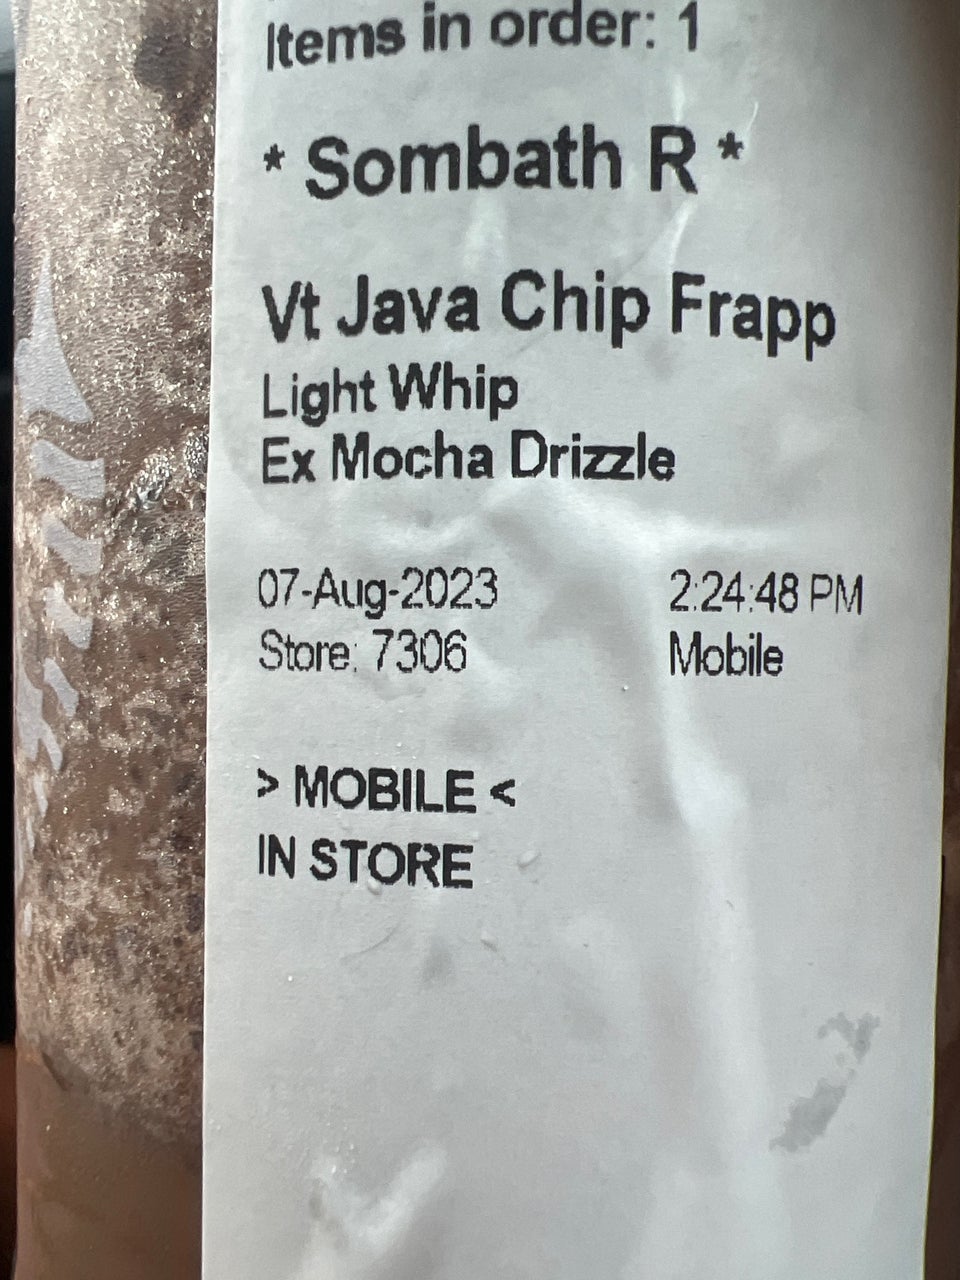 Items in order: 1
* Sombath R *
Vt Java Chip Frapp
Light Whip
Ex Mocha Drizzle
07-Aug-2023 2:24:48 PM
Store: 7306 Mobile
> MOBILE <
IN STORE